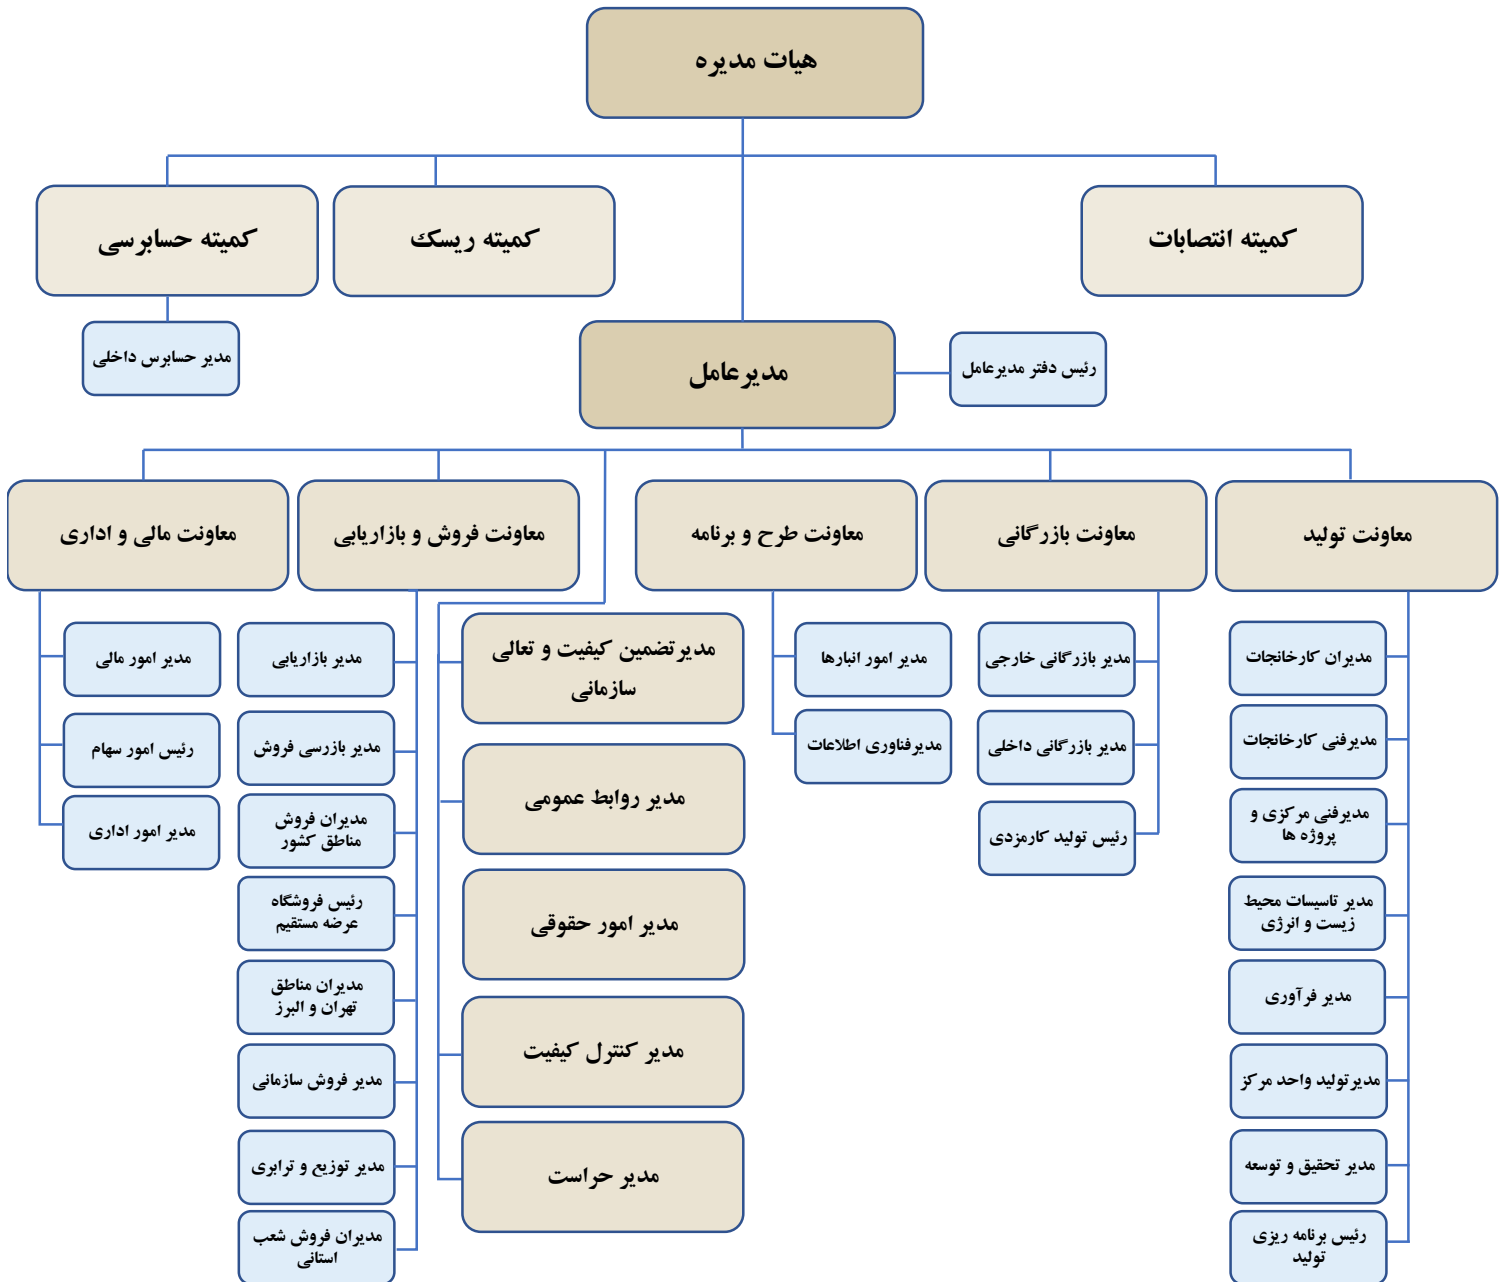 هیات مدیره
کمیته انتصابات
کمیته ریسک
کمیته حسابرسی
مدیر حسابرس داخلی
مدیرعامل
رئیس دفتر مدیرعامل
معاونت تولید
معاونت بازرگانی
معاونت طرح و برنامه
معاونت فروش و بازاریابی
معاونت مالی و اداری
مدیران کارخانجات
مدیرفنی کارخانجات
مدیرفنی مرکزی و
پروژه ها
مدیر تاسیسات محیط
زیست و انرژی
مدیر فرآوری
مدیرتولید واحد مرکز
مدیر تحقیق و توسعه
رئیس برنامه ریزی
تولید
مدیر بازرگانی خارجی
مدیر بازرگانی داخلی
رئیس تولید کارمزدی
مدیر امور انبارها
مدیرفناوری اطلاعات
مدیرتضمین کیفیت و تعالی
سازمانی
مدیر روابط عمومی
مدیر امور حقوقی
مدیر کنترل کیفیت
مدیر حراست
مدیر بازاریابی
مدیر بازرسی فروش
مدیران فروش
مناطق کشور
رئیس فروشگاه
عرضه مستقیم
مدیران مناطق
تهران و البرز
مدیر فروش سازمانی
مدیر توزیع و ترابری
مدیران فروش شعب
استانی
مدیر امور مالی
رئیس امور سهام
مدیر امور اداری